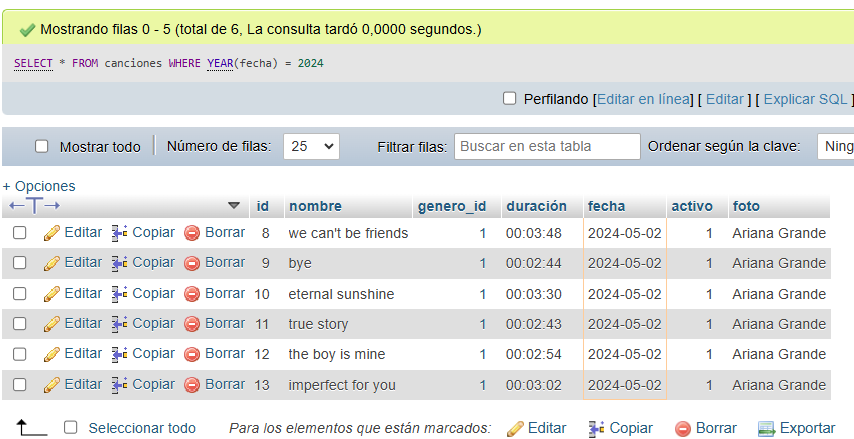 Mostrando filas 0 - 5 (total de 6, La consulta tardó 0,0000 segundos.)
SELECT * FROM canciones WHERE YEAR(fecha) = 2024
Perfilando [Editar en línea] [ Editar ] [ Explicar SQL ]
Mostrar todo Número de filas: 25 Filtrar filas: Buscar en esta tabla Ordenar según la clave: Ning
+ Opciones
id nombre genero_id duración fecha activo foto
Editar Copiar Borrar 8 we can't be friends 1 00:03:48 2024-05-02 1 Ariana Grande
Editar Copiar Borrar 9 bye 1 00:02:44 2024-05-02 1 Ariana Grande
Editar Copiar Borrar 10 eternal sunshine 1 00:03:30 2024-05-02 1 Ariana Grande
Editar Copiar Borrar 11 true story 1 00:02:43 2024-05-02 1 Ariana Grande
Editar Copiar Borrar 12 the boy is mine 1 00:02:54 2024-05-02 1 Ariana Grande
Editar Copiar Borrar 13 imperfect for you 1 00:03:02 2024-05-02 1 Ariana Grande
Seleccionar todo Para los elementos que están marcados: Editar Copiar Borrar Exportar